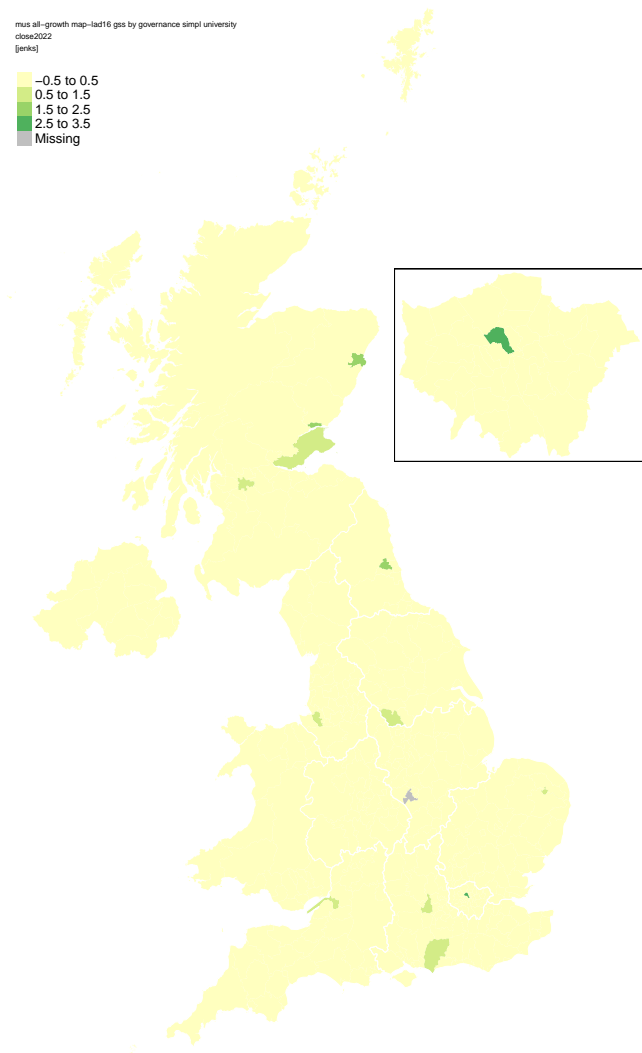 mus all−growth map−lad16 gss by governance simpl university
close2022
[jenks]
−0.5 to 0.5
0.5 to 1.5
1.5 to 2.5
2.5 to 3.5
Missing